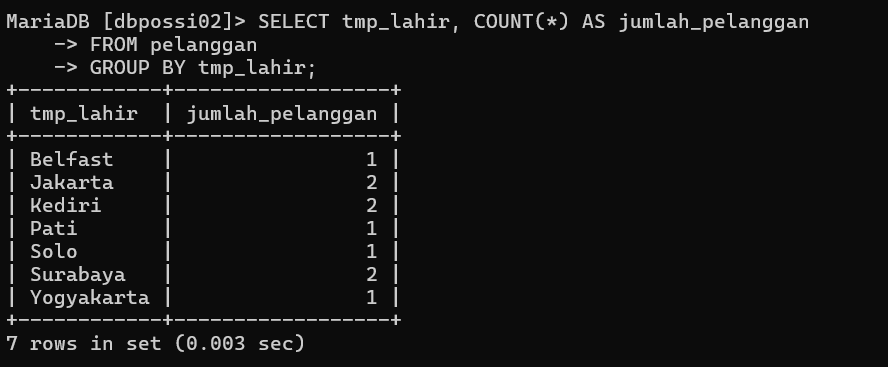 MariaDB [dbpossi02]> SELECT tmp_lahir, COUNT(*) AS jumlah_pelanggan
    -> FROM pelanggan
    -> GROUP BY tmp_lahir;
+------------+------------------+
| tmp_lahir  | jumlah_pelanggan |
+------------+------------------+
| Belfast    |                1 |
| Jakarta    |                2 |
| Kediri     |                2 |
| Pati       |                1 |
| Solo       |                1 |
| Surabaya   |                2 |
| Yogyakarta |                1 |
+------------+------------------+
7 rows in set (0.003 sec)